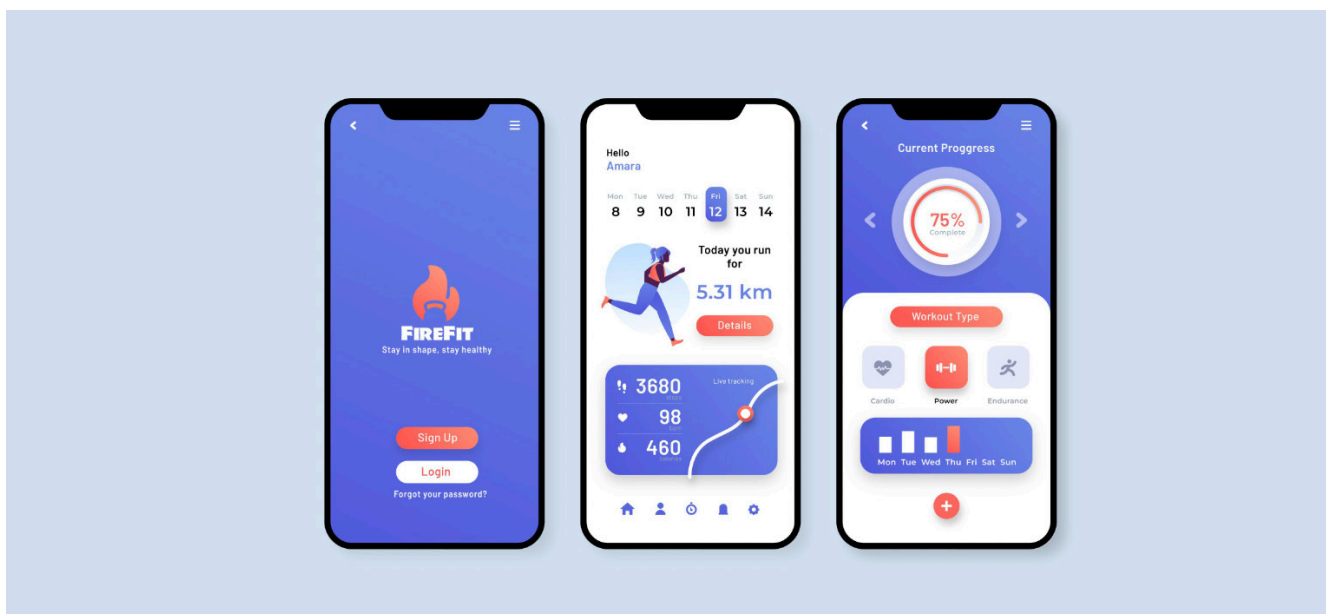 FIREFIT
Stay in shape, stay healthy
Sign Up
Login
Forgot your password?
Hello
Amara
Mon Tue Wed Thu Fri Sat Sun
8 9 10 11 12 13 14
Today you run
for
5.31 km
Details
3680
Live tracking
98
460
Current Proggress
75%
Complete
Workout Type
Cardio Power Endurance
Mon Tue Wed Thu Fri Sat Sun